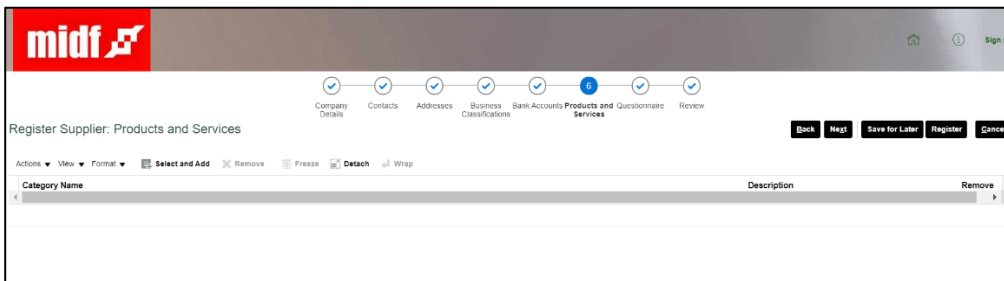 midf
Sign
6
Company Details
Contacts
Addresses
Business Classifications
Bank Accounts
Products and Services
Questionnaire
Review
Register Supplier: Products and Services
Back Next Save for Later Register Cance
Actions View Format Select and Add Remove Freeze Detach Wrap
Category Name Description Remove